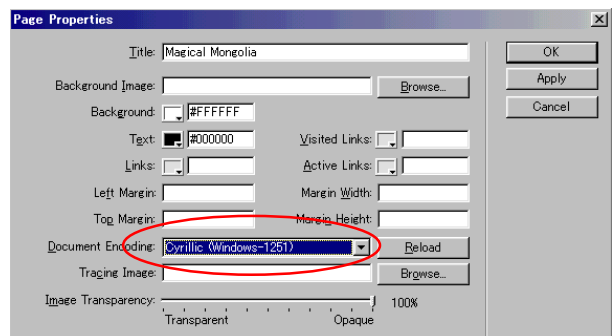 Page Properties
Title: Magical Mongolia
OK
Background Image: Browse...
Apply
Background: #FFFFFF
Cancel
Text: #000000 Visited Links:
Links: Active Links:
Left Margin: Margin Width:
Top Margin: Margin Height:
Document Encoding: Cyrillic (Windows-1251) Reload
Tracing Image: Browse...
Image Transparency: 100%
Transparent Opaque